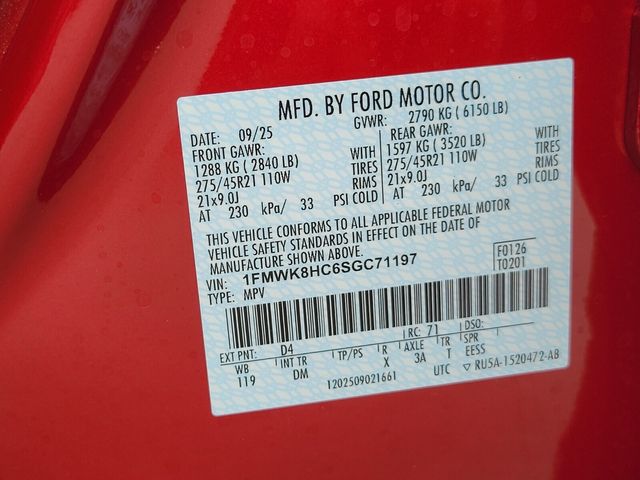 MFD. BY FORD MOTOR CO.
DATE: 09/25 GVWR: 2790 KG ( 6150 LB)
FRONT GAWR: REAR GAWR:
1288 KG ( 2840 LB) WITH 1597 KG ( 3520 LB) WITH
275/45R21 110W TIRES 275/45R21 110W TIRES
21x9.0J RIMS 21x9.0J RIMS
AT 230 kPa/ 33 PSI COLD AT 230 kPa/ 33 PSI COLD
THIS VEHICLE CONFORMS TO ALL APPLICABLE FEDERAL MOTOR
VEHICLE SAFETY STANDARDS IN EFFECT ON THE DATE OF
MANUFACTURE SHOWN ABOVE.
VIN: 1FMWK8HC6SGC71197 F0126
TYPE: MPV T0201
EXT PNT: D4 RC: 71 DSO:
WB INT TR TP/PS R AXLE TR SPR
119 DM X 3A T EESS
1202509021661 UTC ▽ RU5A-1520472-AB